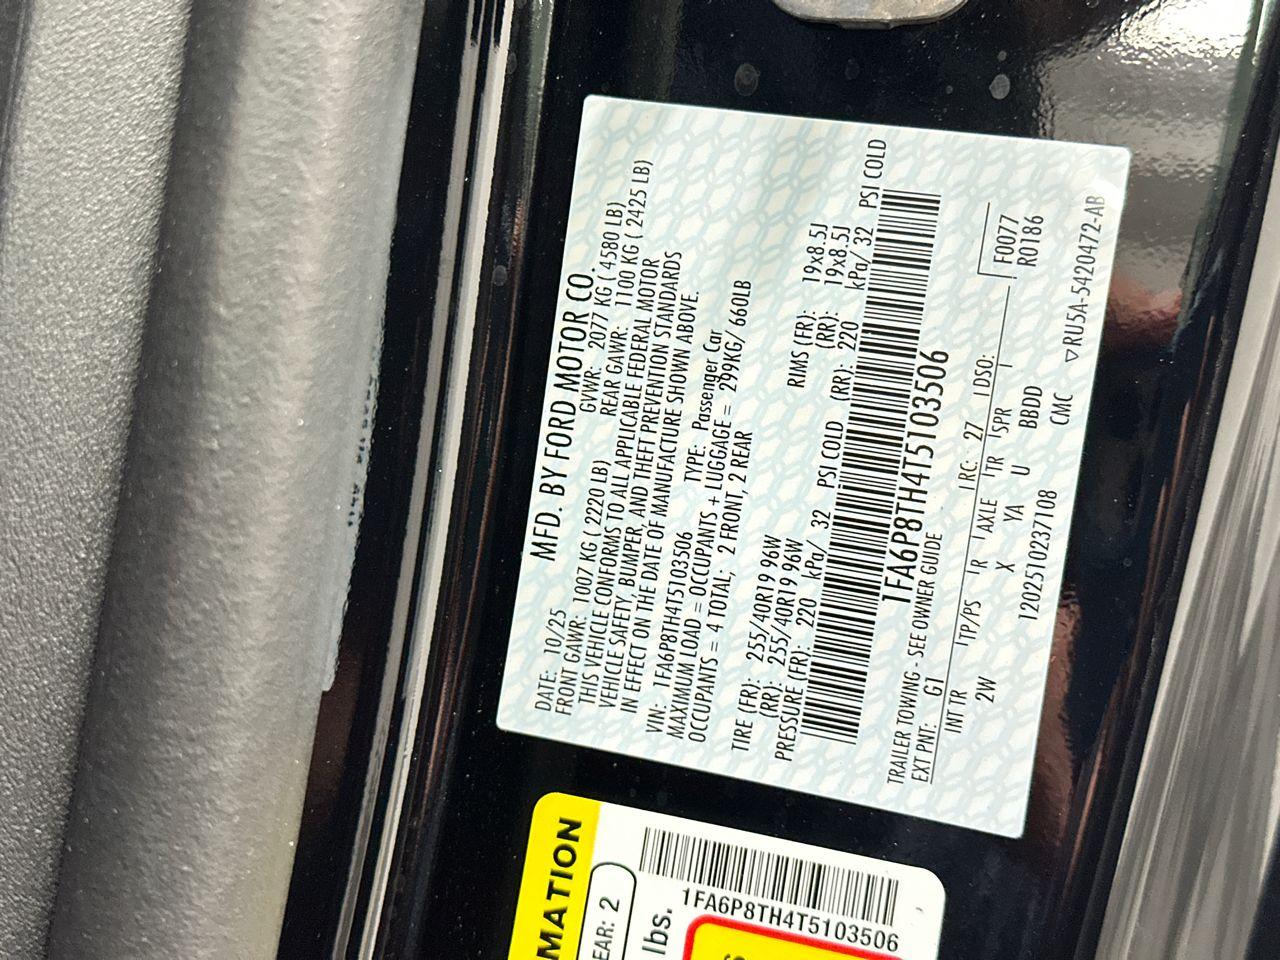 MFD. BY FORD MOTOR CO.
DATE: 10/25 GVWR: 2077 KG ( 4580 LB)
FRONT GAWR: 1007 KG ( 2220 LB) REAR GAWR: 1100 KG ( 2425 LB)
THIS VEHICLE CONFORMS TO ALL APPLICABLE FEDERAL MOTOR
VEHICLE SAFETY, BUMPER, AND THEFT PREVENTION STANDARDS
IN EFFECT ON THE DATE OF MANUFACTURE SHOWN ABOVE.
VIN: 1FA6P8TH4T5103506 TYPE: Passenger Car
MAXIMUM LOAD = OCCUPANTS + LUGGAGE = 299KG/ 660LB
OCCUPANTS = 4 TOTAL; 2 FRONT, 2 REAR
TIRE (FR): 255/40R19 96W RIMS (FR): 19x8.5J
(RR): 255/40R19 96W (RR): 19x8.5J
PRESSURE (FR): 220 kPa/ 32 PSI COLD (RR): 220 kPa/ 32 PSI COLD
1FA6P8TH4T5103506
TRAILER TOWING - SEE OWNER GUIDE
EXT PNT: G1 RC: 27 DSO: F0077
INT TR TP/PS R AXLE TR SPR R0186
2W X YA U BBDD
120251023 7108 CMC ▽RU5A-5420472-AB
MATION
EAR: 2
lbs.
1FA6P8TH4T5103506